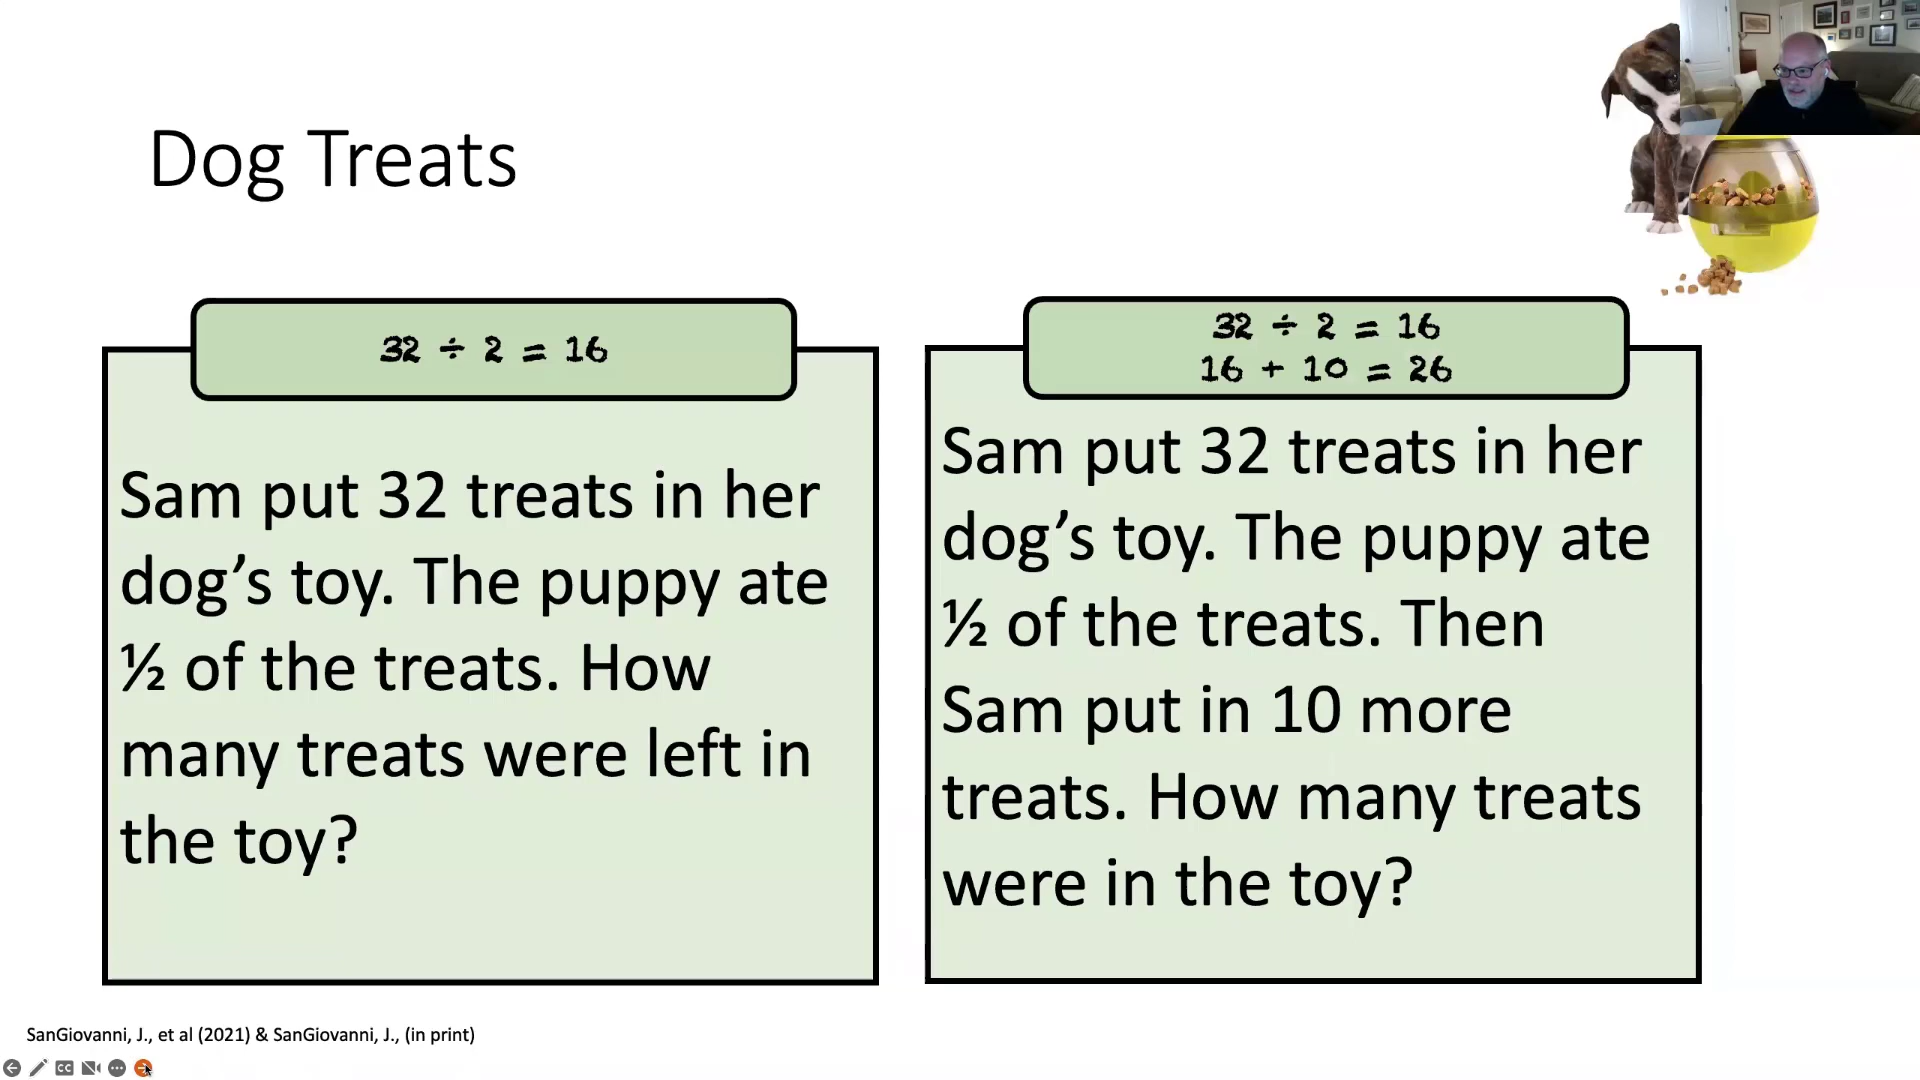 Dog Treats
32 ÷ 2 = 16
Sam put 32 treats in her
dog’s toy. The puppy ate
½ of the treats. How
many treats were left in
the toy?
32 ÷ 2 = 16
16 + 10 = 26
Sam put 32 treats in her
dog’s toy. The puppy ate
½ of the treats. Then
Sam put in 10 more
treats. How many treats
were in the toy?
SanGiovanni, J., et al (2021) & SanGiovanni, J., (in print)
CC